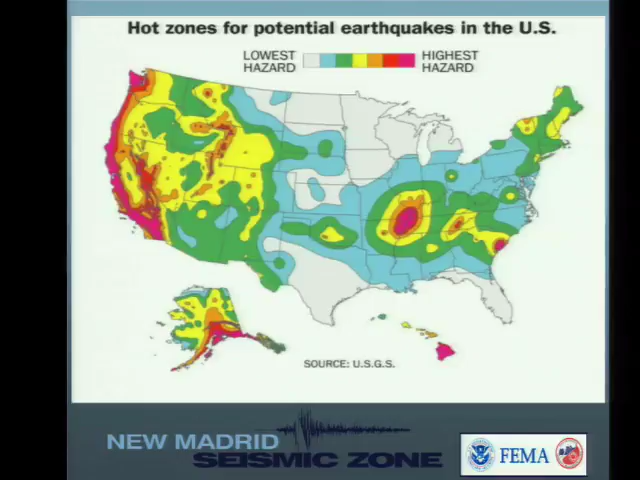 Hot zones for potential earthquakes in the U.S.
LOWEST
HAZARD
HIGHEST
HAZARD
SOURCE: U.S.G.S.
NEW MADRID
SEISMIC ZONE
FEMA